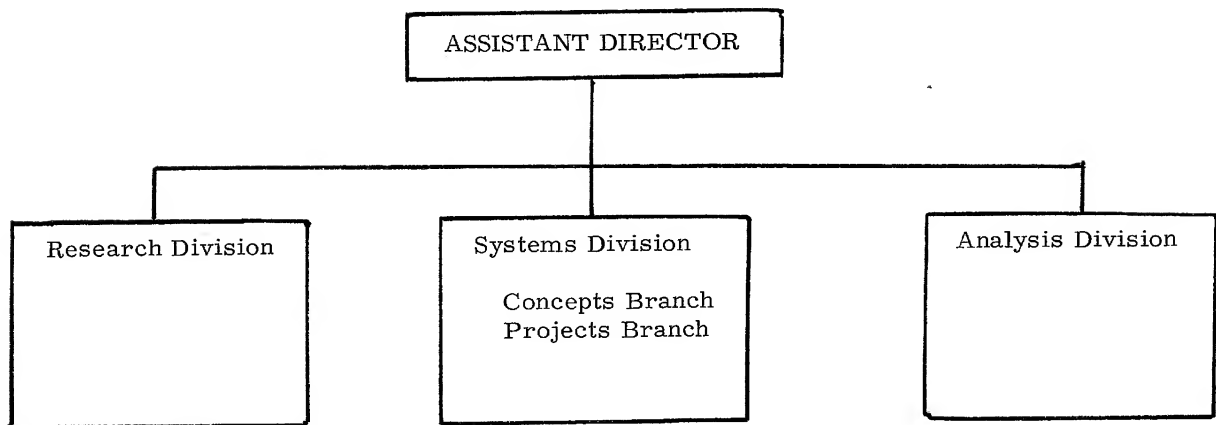 ASSISTANT DIRECTOR
Research Division
Systems Division
Concepts Branch
Projects Branch
Analysis Division